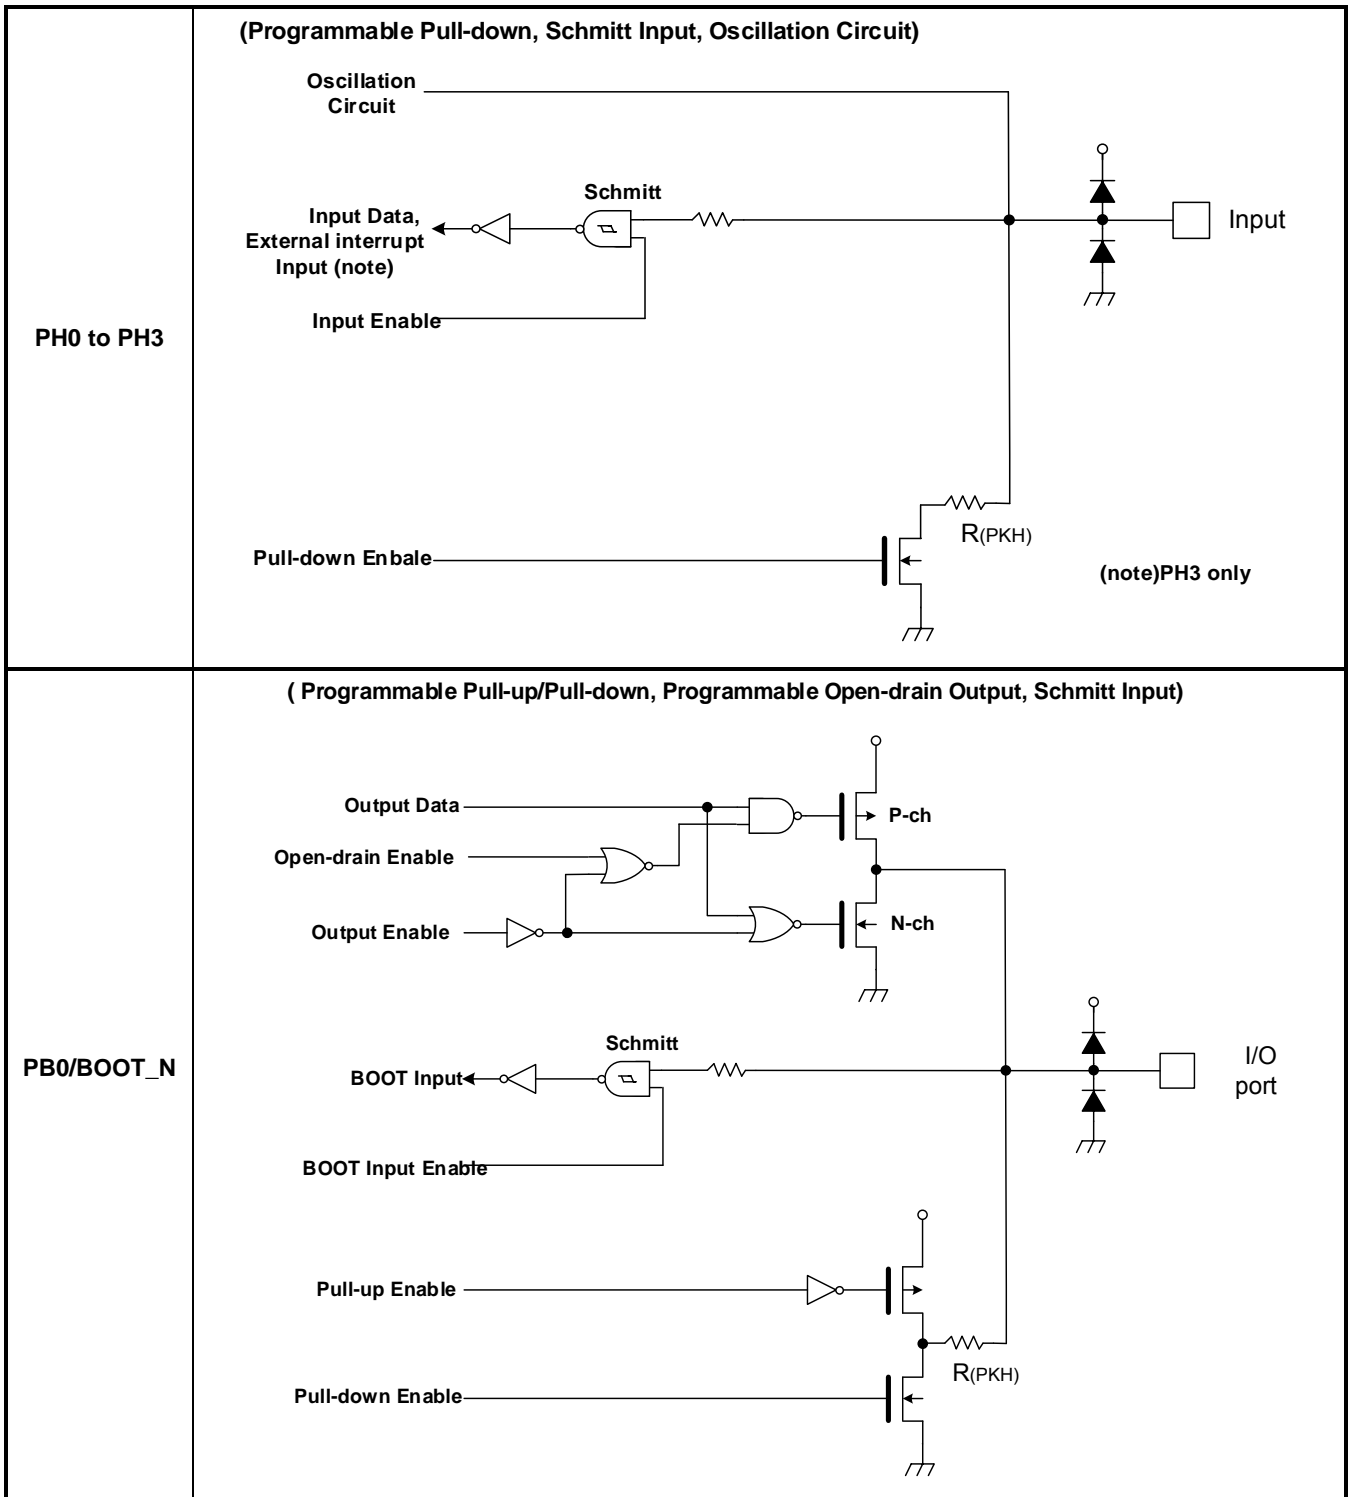 (Programmable Pull-down, Schmitt Input, Oscillation Circuit)
Oscillation
Circuit
Schmitt
Input Data,
External interrupt
Input (note)
Input
Input Enable
PH0 to PH3
R(PKH)
Pull-down Enbale
(note)PH3 only
( Programmable Pull-up/Pull-down, Programmable Open-drain Output, Schmitt Input)
Output Data
P-ch
Open-drain Enable
Output Enable
N-ch
Schmitt
PB0/BOOT_N
BOOT Input
I/O
port
BOOT Input Enable
Pull-up Enable
R(PKH)
Pull-down Enable